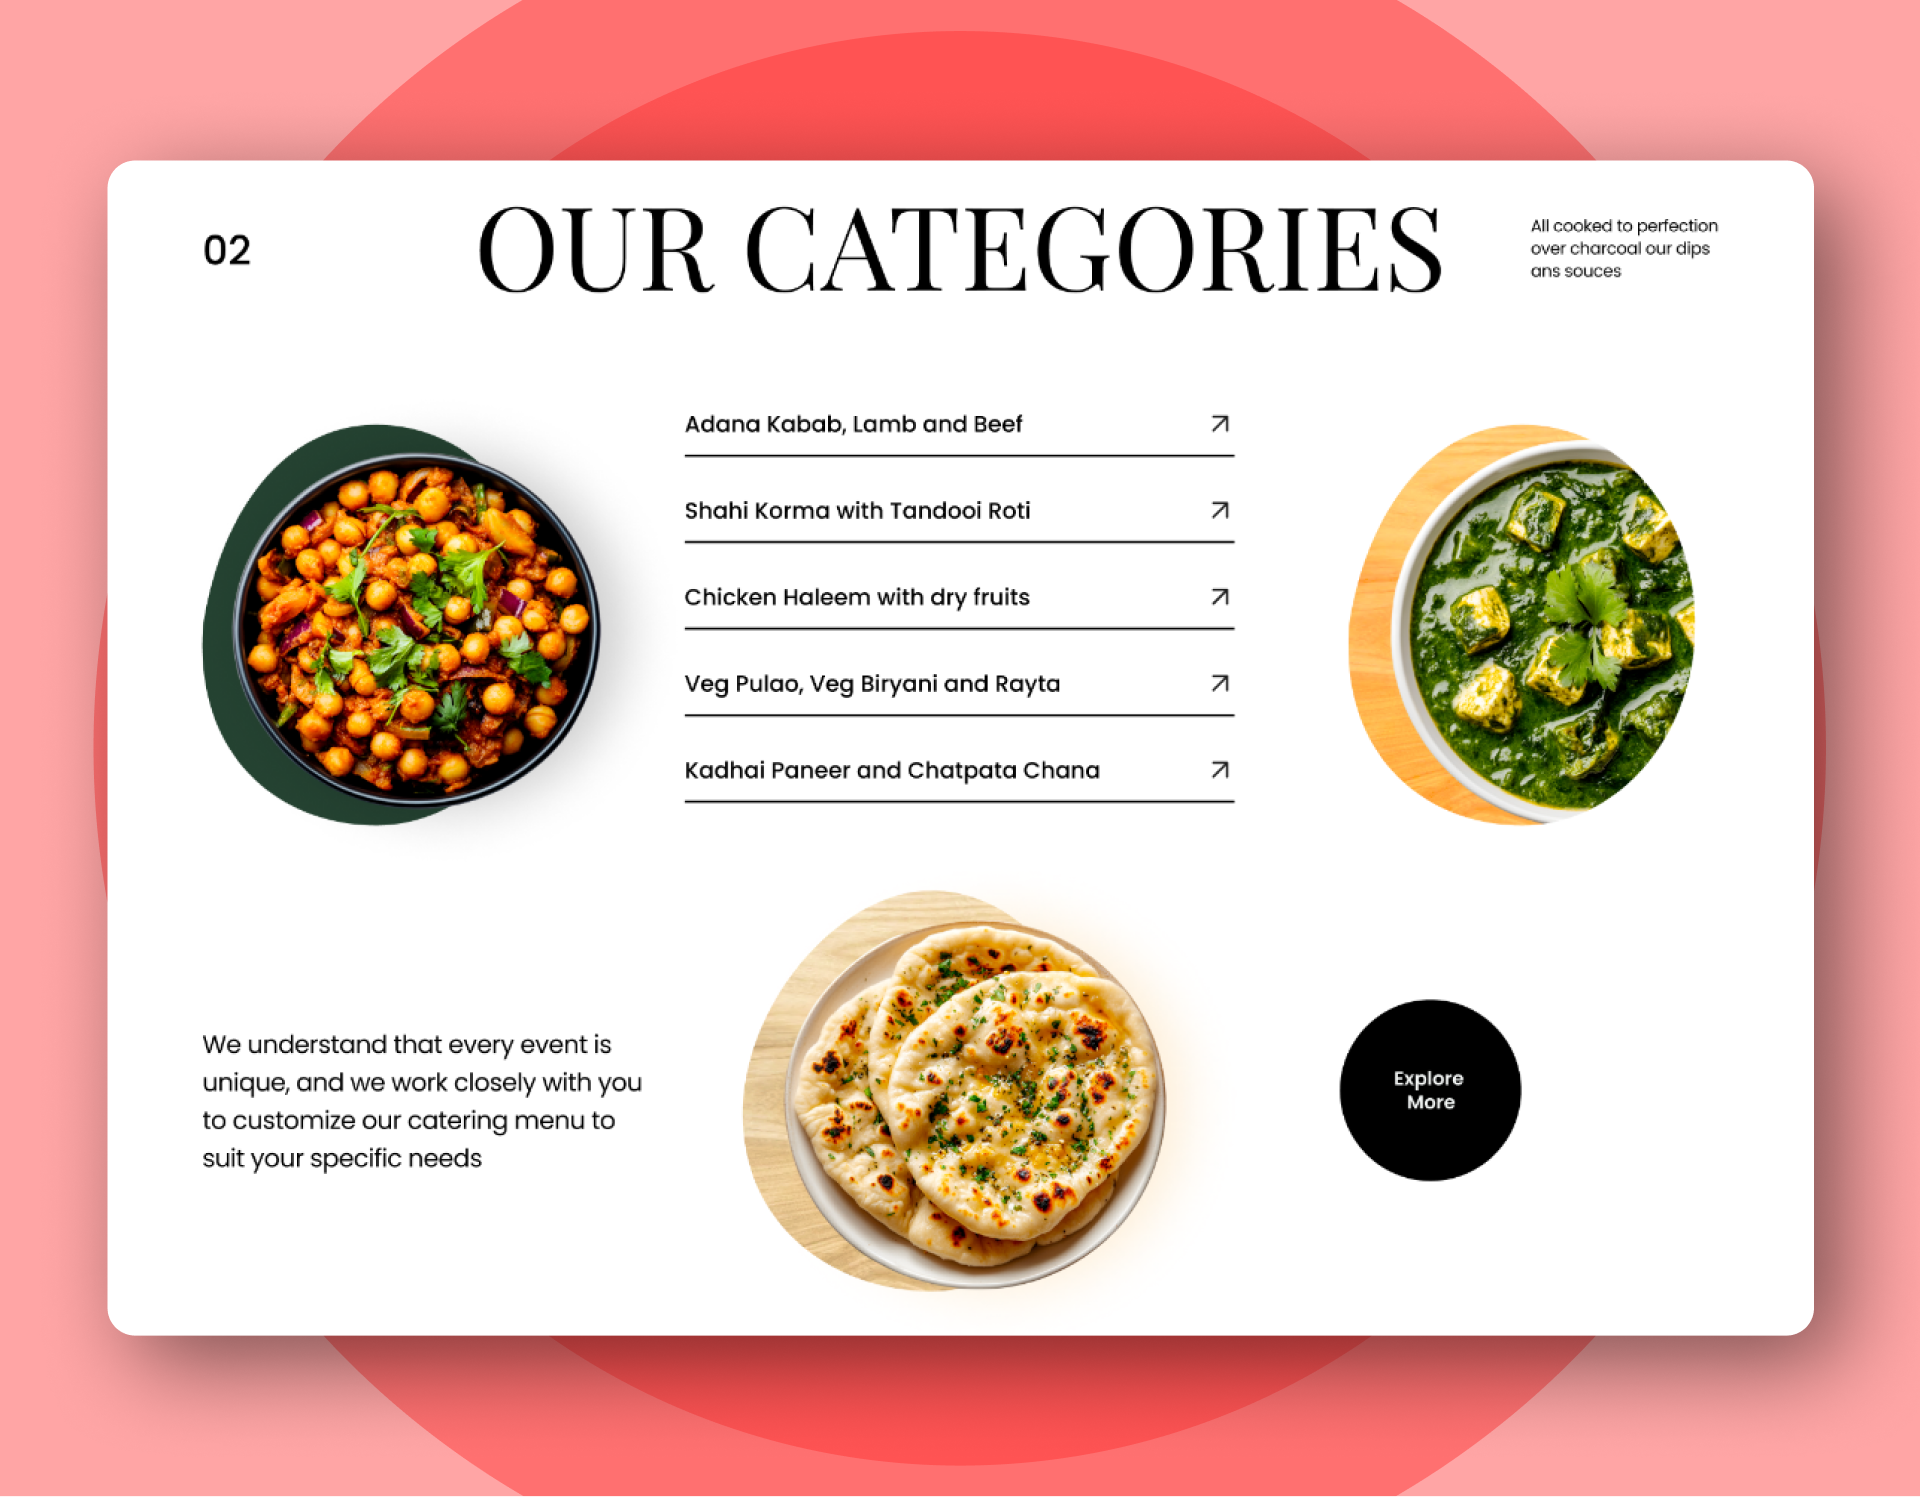 02
OUR CATEGORIES
All cooked to perfection
over charcoal our dips
ans souces
Adana Kabab, Lamb and Beef
Shahi Korma with Tandooi Roti
Chicken Haleem with dry fruits
Veg Pulao, Veg Biryani and Rayta
Kadhai Paneer and Chatpata Chana
We understand that every event is
unique, and we work closely with you
to customize our catering menu to
suit your specific needs
Explore
More